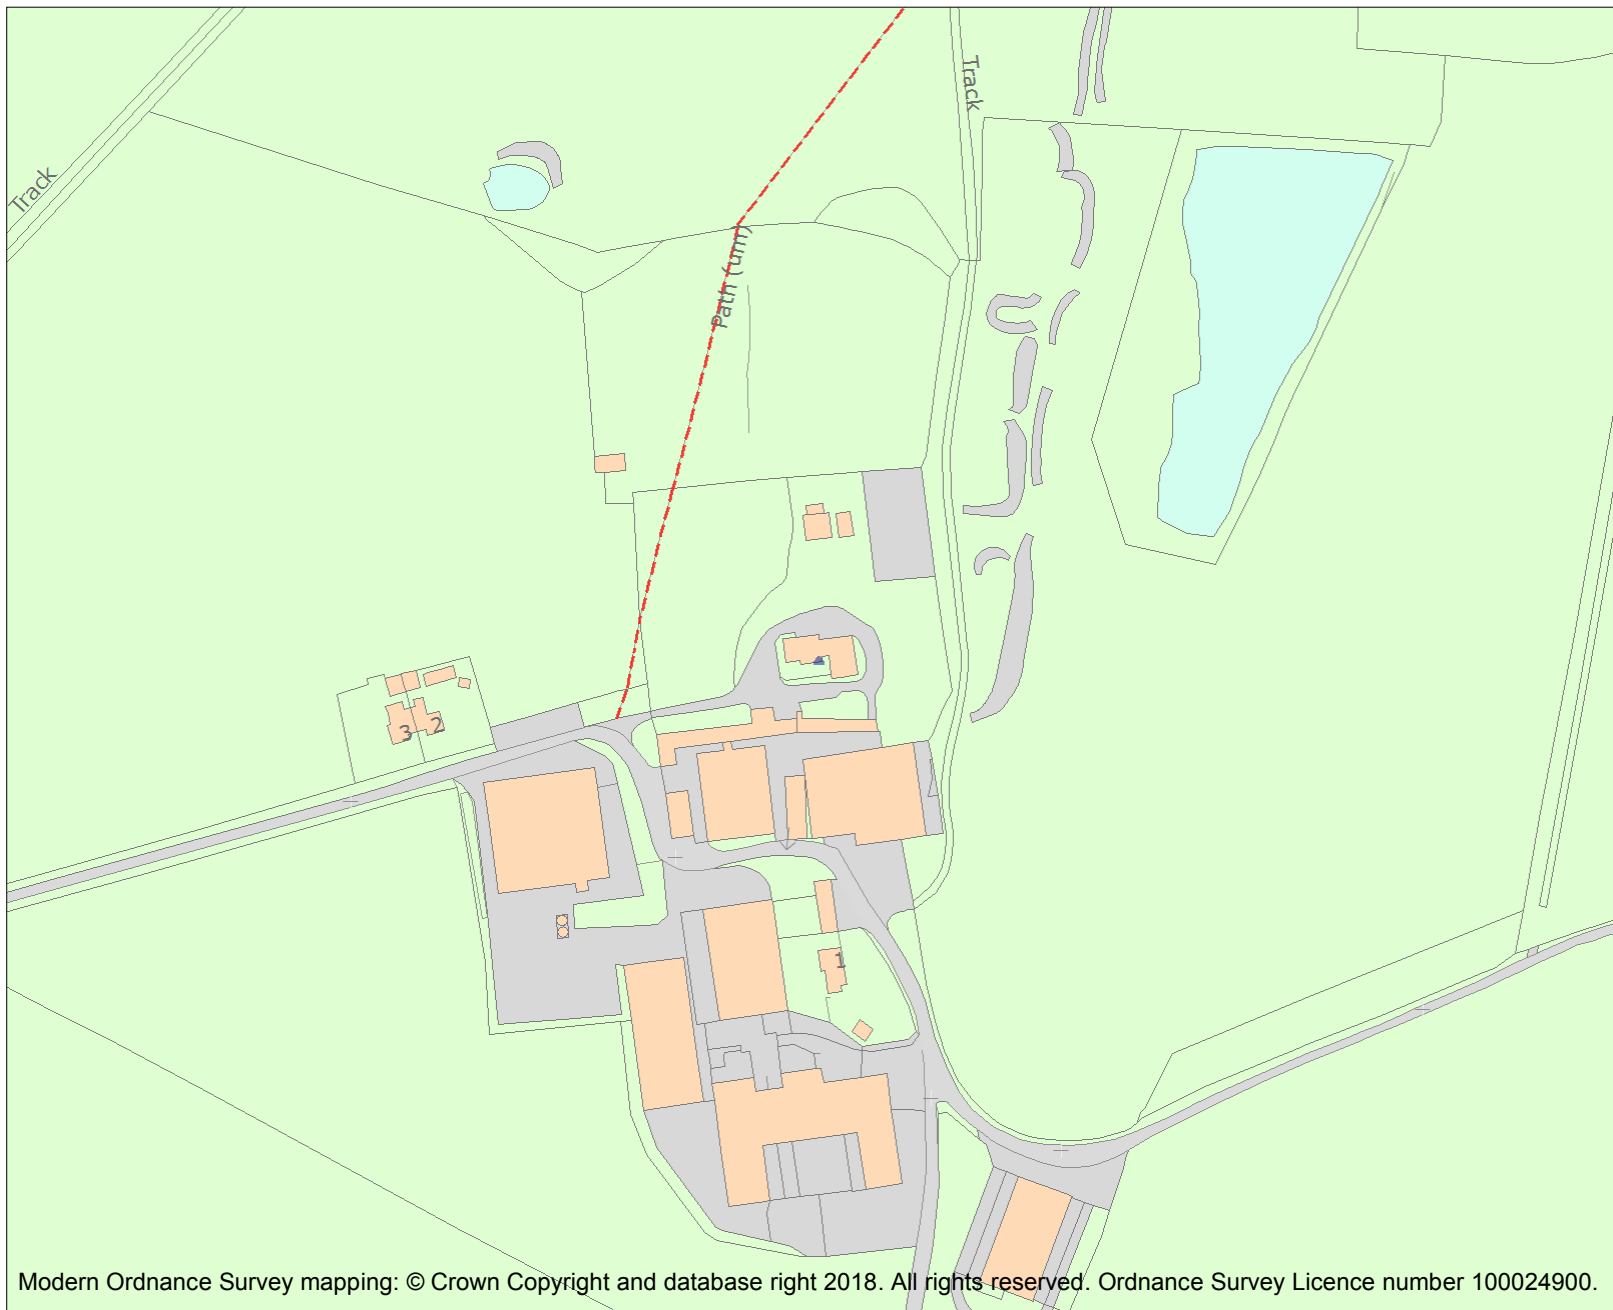 Track
Track
Path (um)
3
2
1
Modern Ordnance Survey mapping: © Crown Copyright and database right 2018. All rights reserved. Ordnance Survey Licence number 100024900.